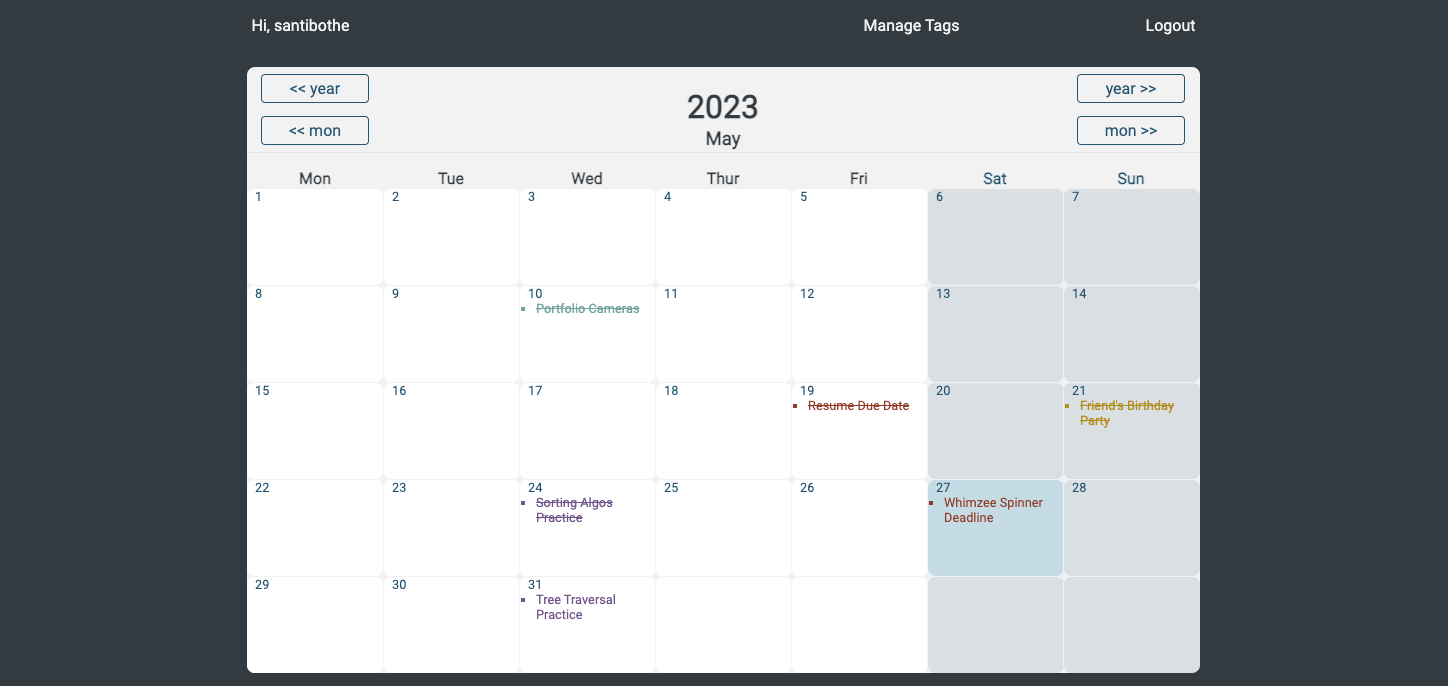 Hi, santibothe
Manage Tags
Logout
<< year
year >>
2023
<< mon
mon >>
May
Mon Tue Wed Thur Fri Sat Sun
1 2 3 4 5 6 7
8 9 10 11 12 13 14
Portfolio Cameras
15 16 17 18 19 20 21
Resume Due Date
Friend's Birthday
Party
22 23 24 25 26 27 28
Sorting Algos
Practice
Whimzee Spinner
Deadline
29 30 31
Tree Traversal
Practice